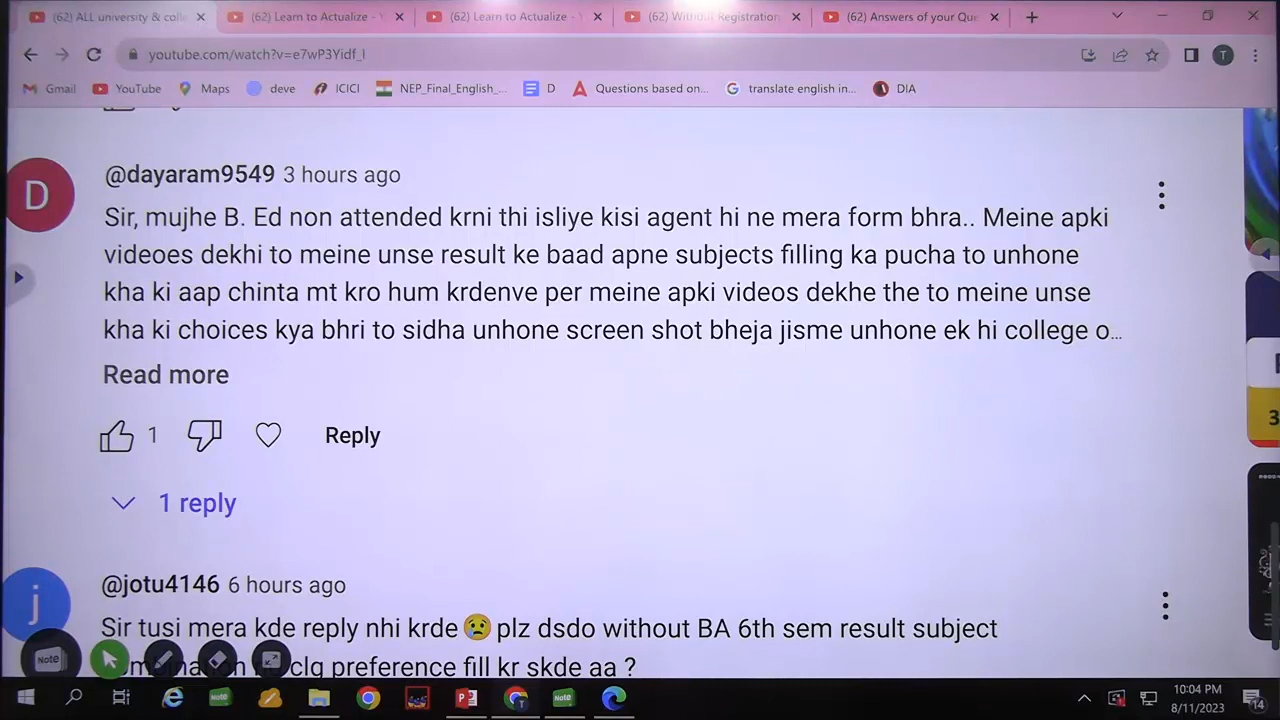 (62) ALL university & colle
(62) Learn to Actualize - Y
(62) Learn to Actualize - Y
(62) Without Registration
(62) Answers of your Que
youtube.com/watch?v=e7wP3Yidf_I
T
Gmail
YouTube
Maps
deve
ICICI
NEP_Final_English_...
D
Questions based on...
translate english in...
DIA
D
@dayaram9549 3 hours ago
Sir, mujhe B. Ed non attended krni thi isliye kisi agent hi ne mera form bhra.. Meine apki
videoes dekhi to meine unse result ke baad apne subjects filling ka pucha to unhone
kha ki aap chinta mt kro hum krdenve per meine apki videos dekhe the to meine unse
kha ki choices kya bhri to sidha unhone screen shot bheja jisme unhone ek hi college o...
Read more
1
Reply
1 reply
j
@jotu4146 6 hours ago
Sir tusi mera kde reply nhi krde😢 plz dsdo without BA 6th sem result subject
clg preference fill kr skde aa ?
Note
Note
Note
10:04 PM
8/11/2023
14
3